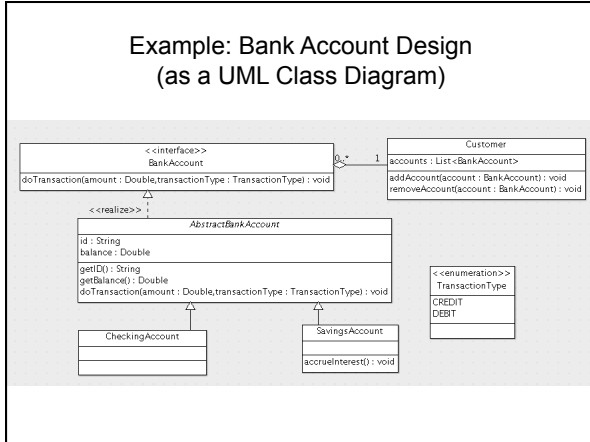 Example: Bank Account Design
(as a UML Class Diagram)
<<interface>>
BankAccount
doTransaction(amount : Double,transactionType : TransactionType) : void
0..* 1
Customer
accounts : List<BankAccount>
addAccount(account : BankAccount) : void
removeAccount(account : BankAccount) : void
<<realize>>
AbstractBankAccount
id : String
balance : Double
getID() : String
getBalance() : Double
doTransaction(amount : Double,transactionType : TransactionType) : void
<<enumeration>>
TransactionType
CREDIT
DEBIT
CheckingAccount
SavingsAccount
accrueInterest() : void